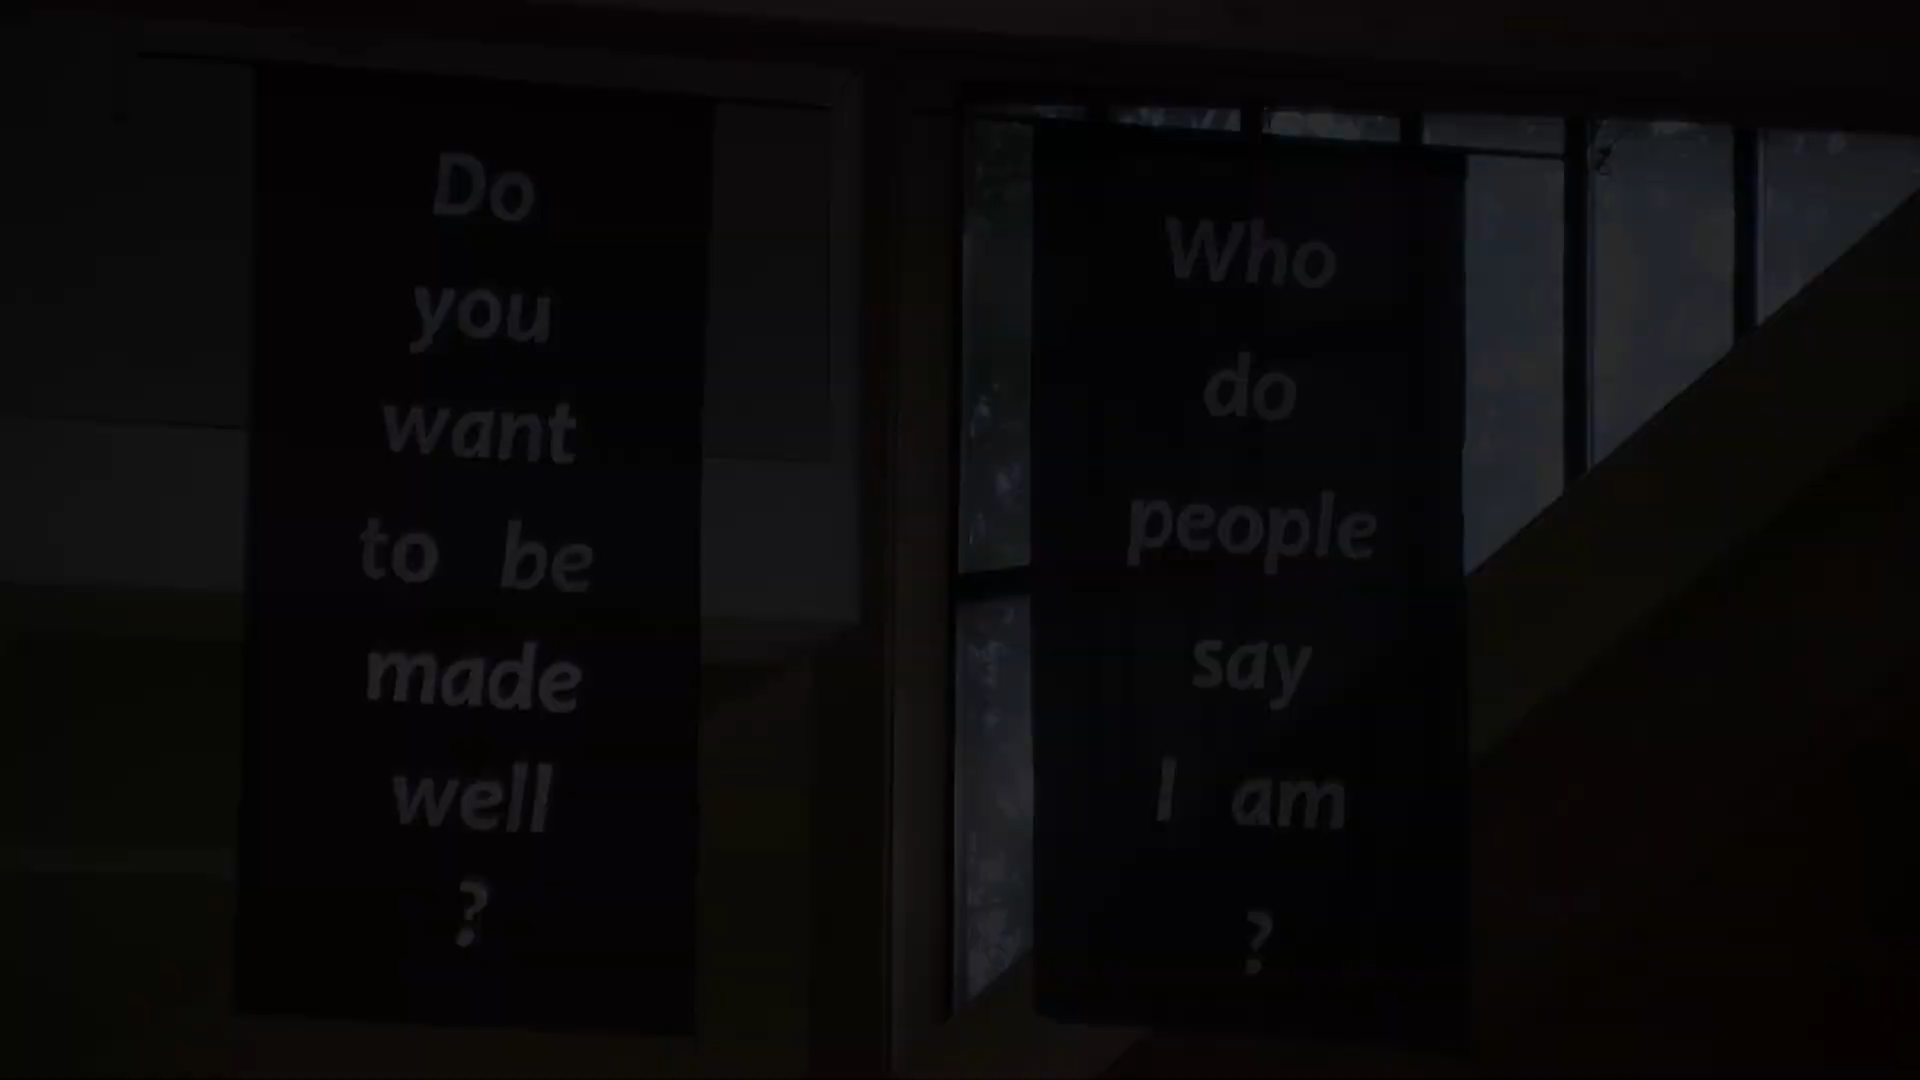 Do
you
want
to be
made
well
?
Who
do
people
say
I am
?